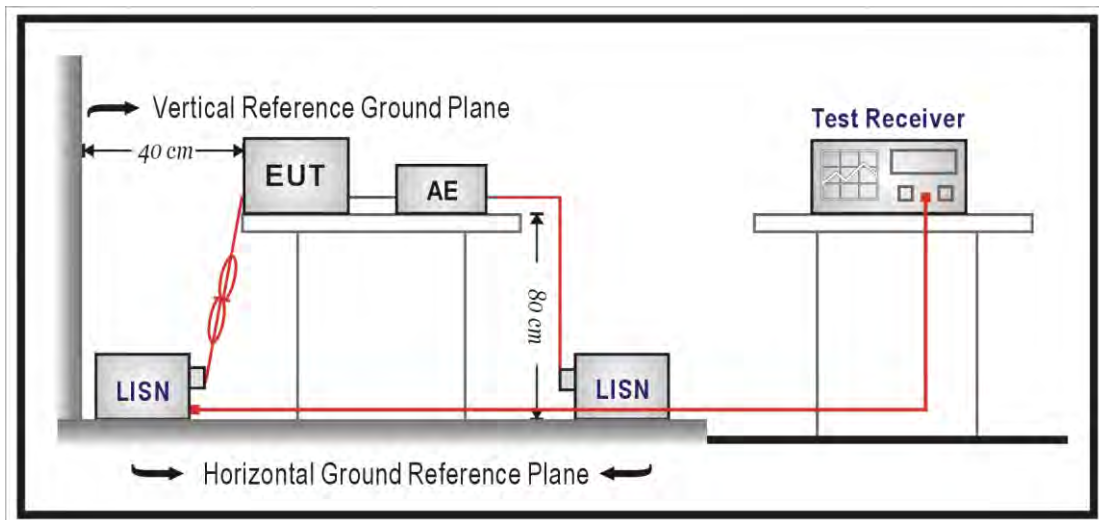 Vertical Reference Ground Plane
40 cm
EUT
AE
Test Receiver
80 cm
LISN
LISN
Horizontal Ground Reference Plane